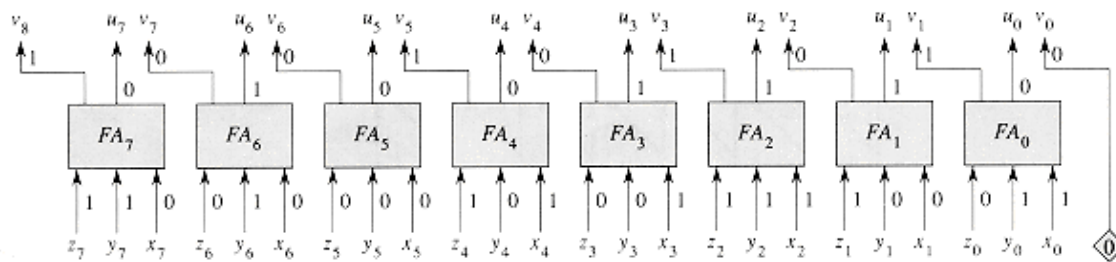 v₈ u₇ v₇ u₆ v₆ u₅ v₅ u₄ v₄ u₃ v₃ u₂ v₂ u₁ v₁ u₀ v₀
1 0 0 1 0 0 1 0 0 1 1 1 0 1 1 0 0
FA₇ FA₆ FA₅ FA₄ FA₃ FA₂ FA₁ FA₀
1 1 0 0 1 0 0 0 0 1 0 1 0 0 1 1 1 1 1 0 0 0 1 1
z₇ y₇ x₇ z₆ y₆ x₆ z₅ y₅ x₅ z₄ y₄ x₄ z₃ y₃ x₃ z₂ y₂ x₂ z₁ y₁ x₁ z₀ y₀ x₀ 0